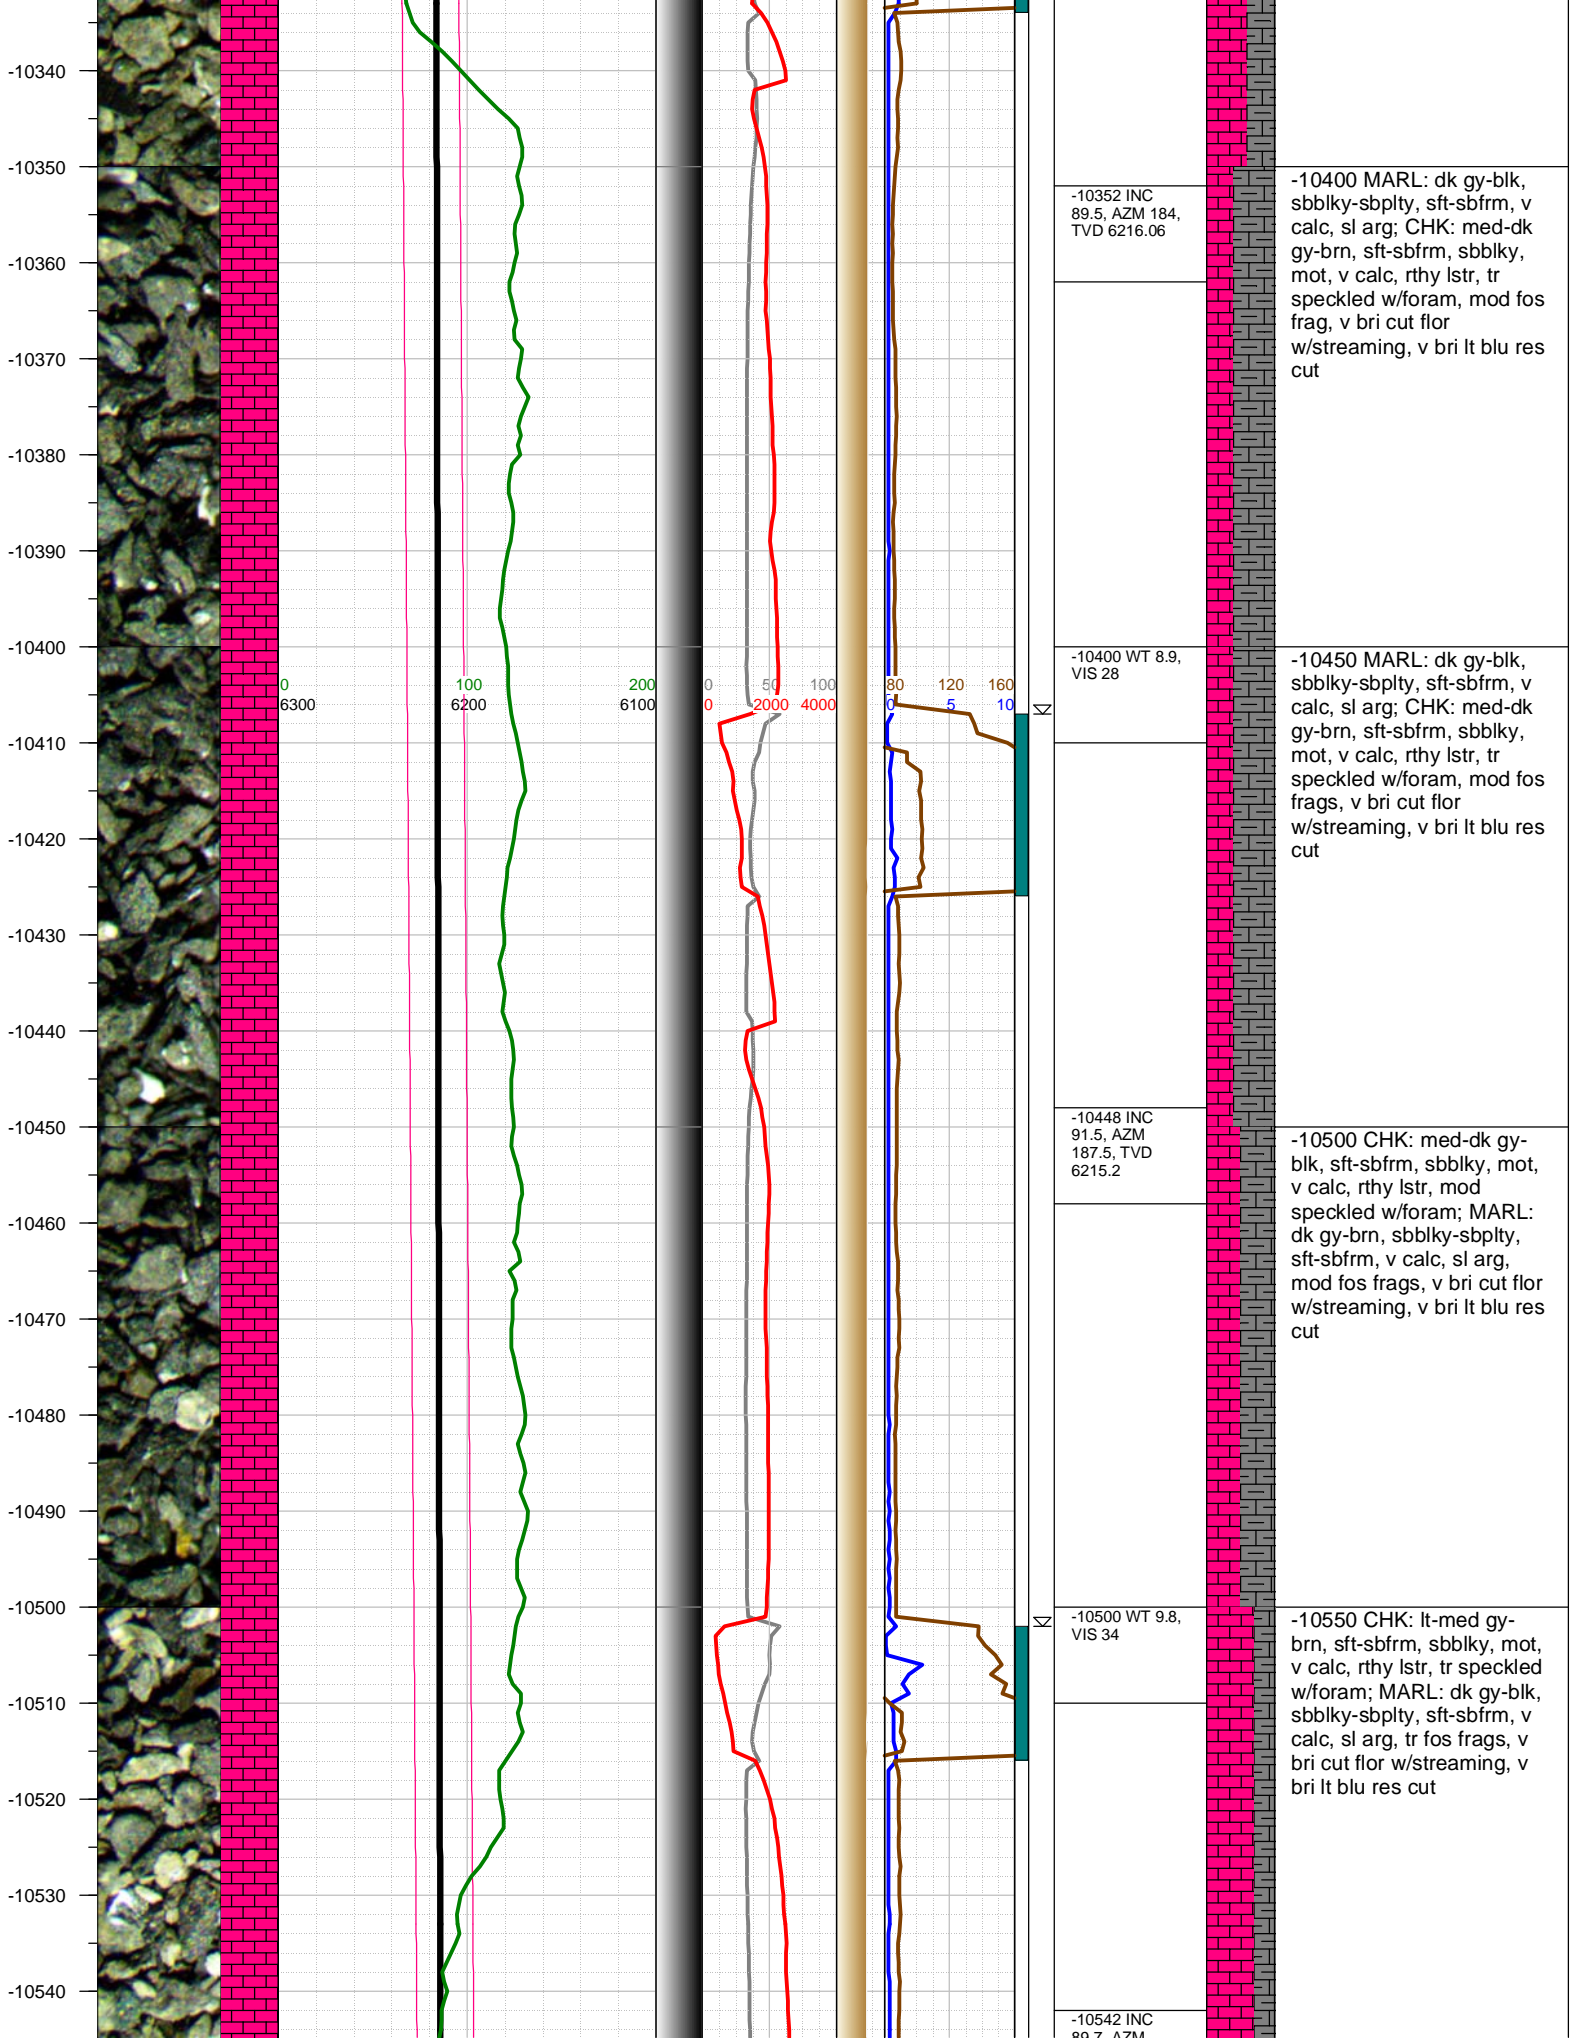 -10340
-10350
-10360
-10370
-10380
-10390
-10400
-10410
-10420
-10430
-10440
-10450
-10460
-10470
-10480
-10490
-10500
-10510
-10520
-10530
-10540
0 100 200
6300 6200 6100
0 50 100
0 2000 4000
80 120 160
0 5 10
-10352 INC
89.5, AZM 184,
TVD 6216.06
-10400 WT 8.9,
VIS 28
-10448 INC
91.5, AZM
187.5, TVD
6215.2
-10500 WT 9.8,
VIS 34
-10542 INC
89.7, AZM
-10400 MARL: dk gy-blk,
sbblky-sbplty, sft-sbfrm, v
calc, sl arg; CHK: med-dk
gy-brn, sft-sbfrm, sbblky,
mot, v calc, rthy lstr, tr
speckled w/foram, mod fos
frag, v bri cut flor
w/streaming, v bri lt blu res
cut
-10450 MARL: dk gy-blk,
sbblky-sbplty, sft-sbfrm, v
calc, sl arg; CHK: med-dk
gy-brn, sft-sbfrm, sbblky,
mot, v calc, rthy lstr, tr
speckled w/foram, mod fos
frags, v bri cut flor
w/streaming, v bri lt blu res
cut
-10500 CHK: med-dk gy-
blk, sft-sbfrm, sbblky, mot,
v calc, rthy lstr, mod
speckled w/foram; MARL:
dk gy-brn, sbblky-sbplty,
sft-sbfrm, v calc, sl arg,
mod fos frags, v bri cut flor
w/streaming, v bri lt blu res
cut
-10550 CHK: lt-med gy-
brn, sft-sbfrm, sbblky, mot,
v calc, rthy lstr, tr speckled
w/foram; MARL: dk gy-blk,
sbblky-sbplty, sft-sbfrm, v
calc, sl arg, tr fos frags, v
bri cut flor w/streaming, v
bri lt blu res cut